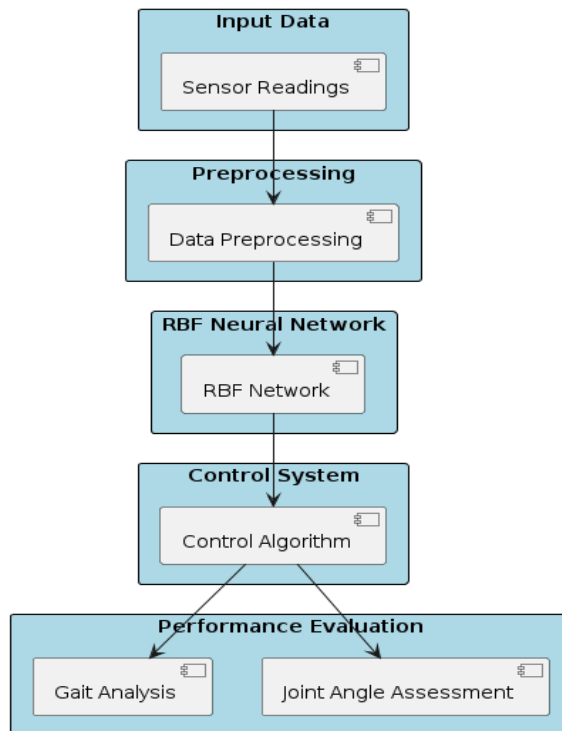 Input Data
Sensor Readings
Preprocessing
Data Preprocessing
RBF Neural Network
RBF Network
Control System
Control Algorithm
Performance Evaluation
Gait Analysis
Joint Angle Assessment